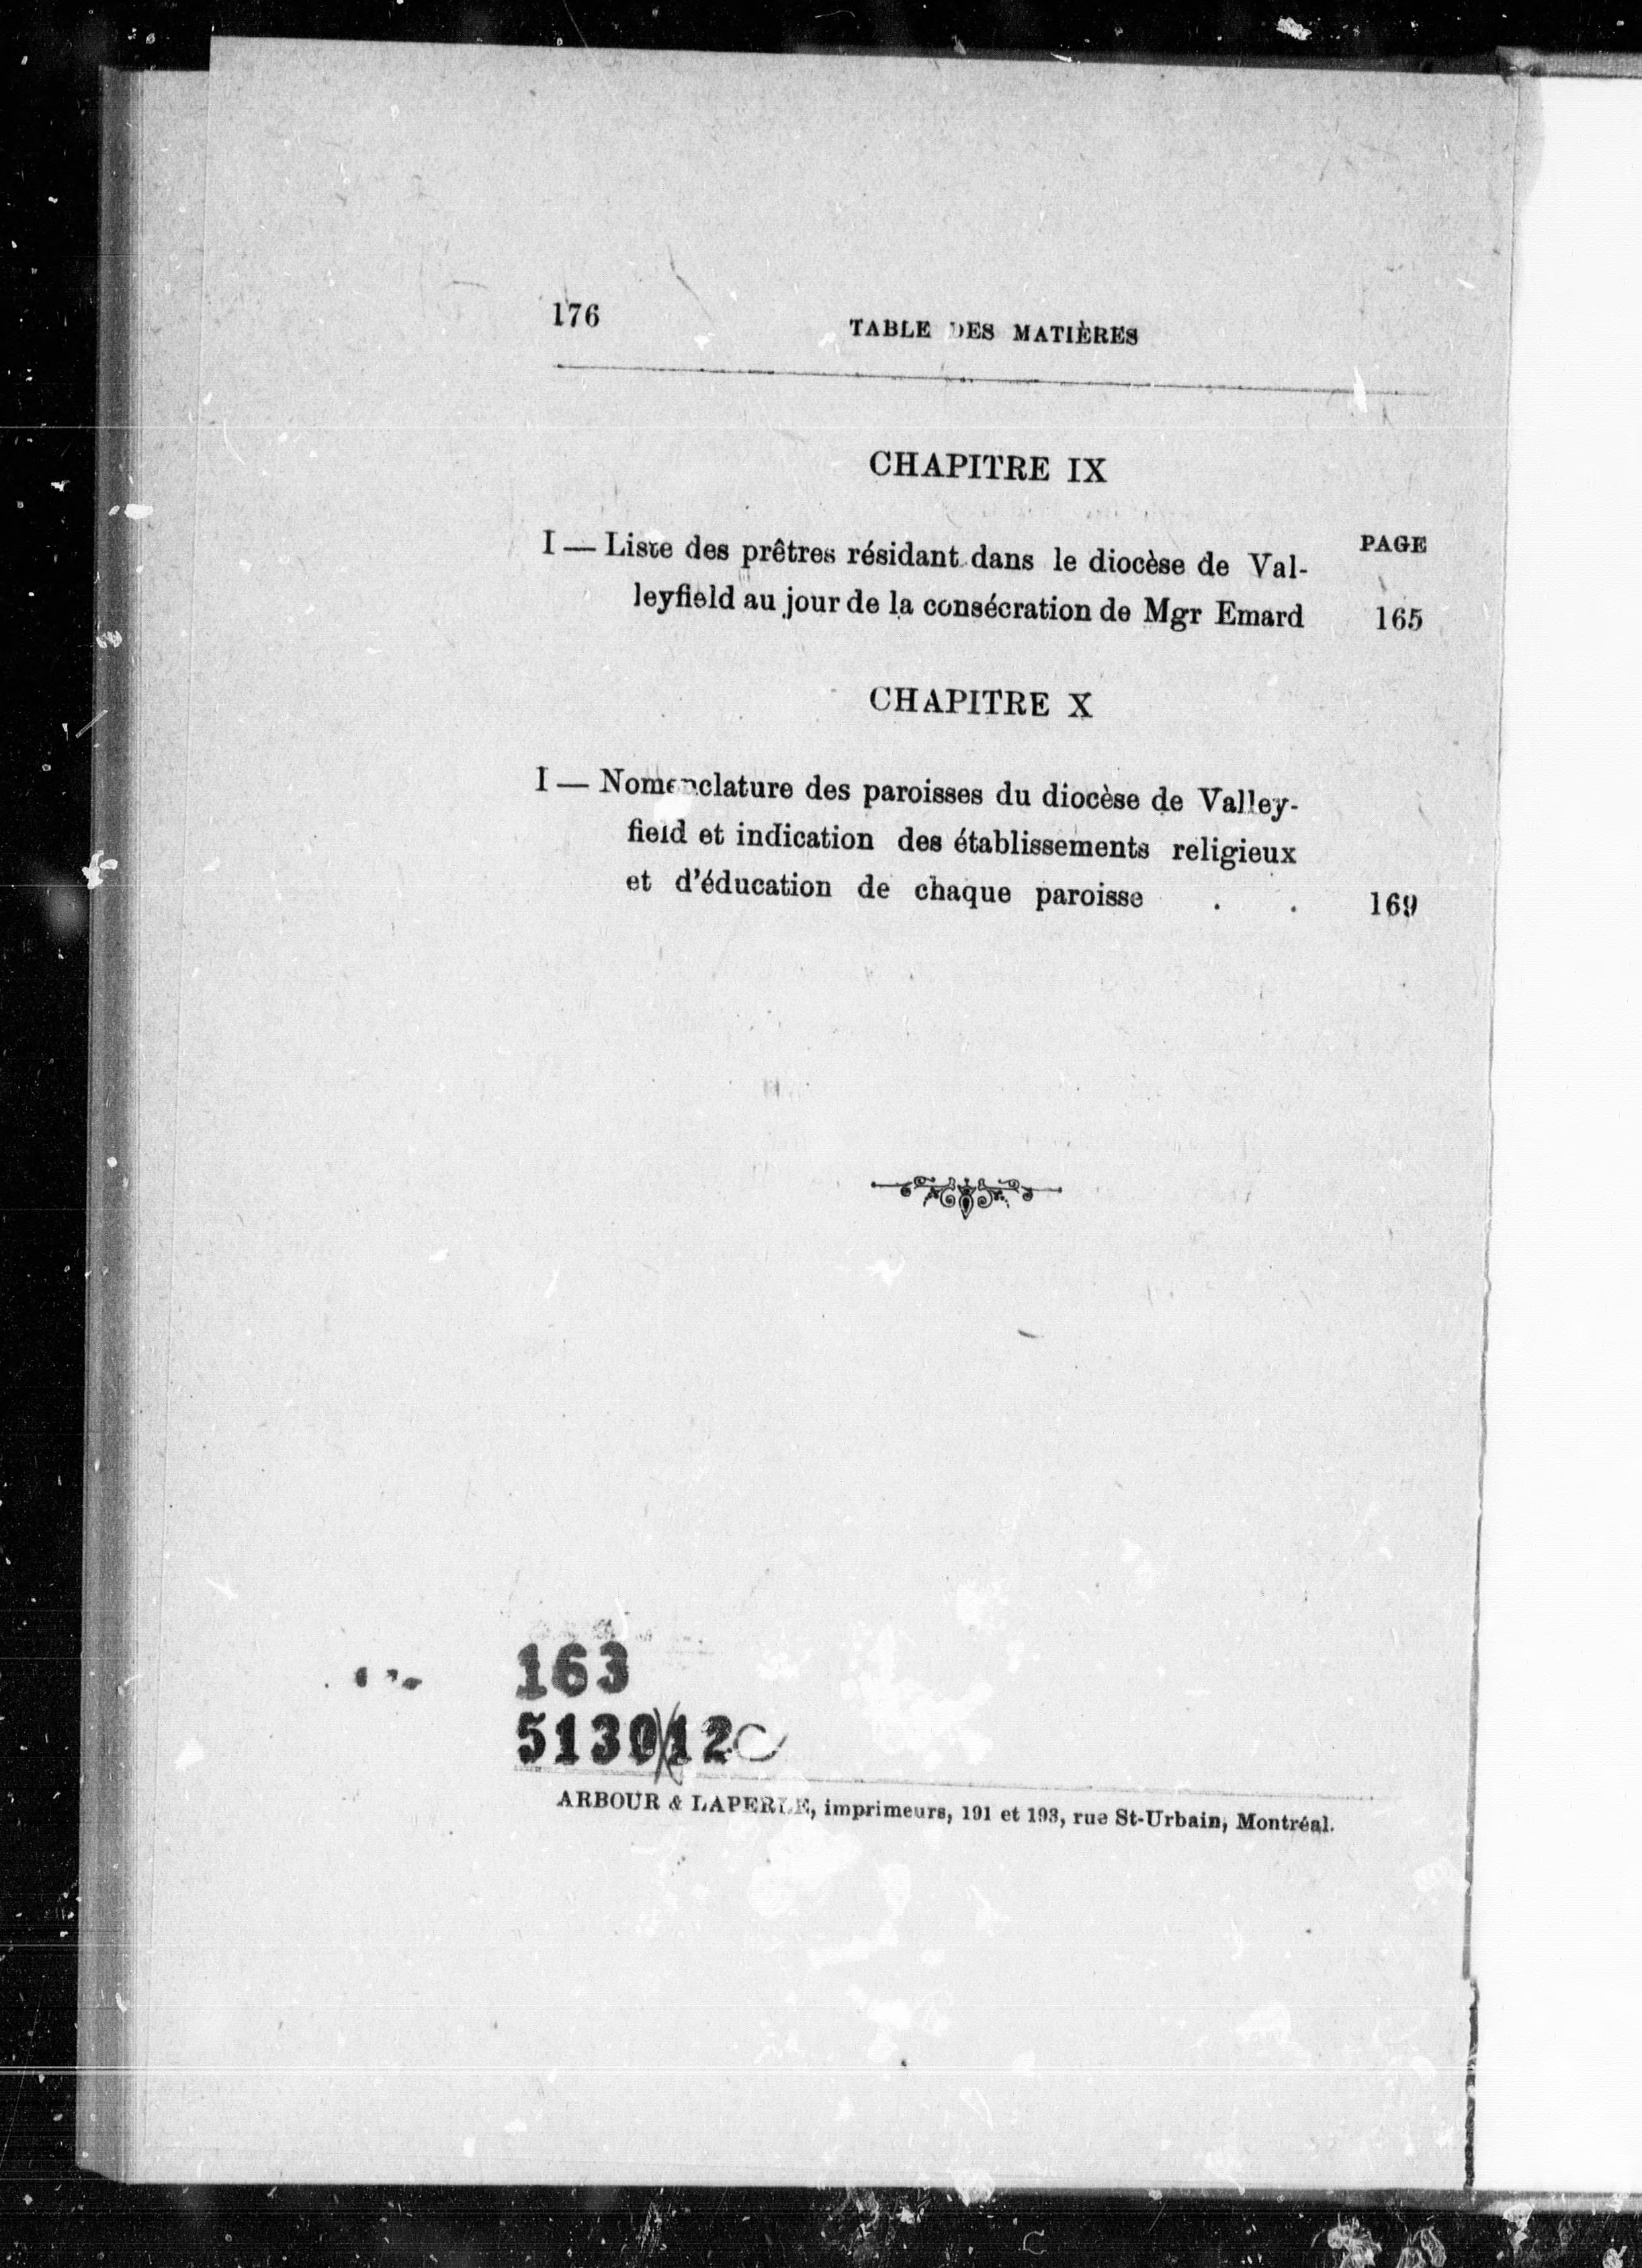 176
TABLE DES MATIÈRES
CHAPITRE IX
PAGE
I — Liste des prêtres résidant dans le diocèse de Val-
leyfield au jour de la consécration de Mgr Emard 165
CHAPITRE X
I — Nomenclature des paroisses du diocèse de Valley-
field et indication des établissements religieux
et d'éducation de chaque paroisse . . 169
163
5130 12 C
ARBOUR & LAPERLE, imprimeurs, 191 et 193, rue St-Urbain, Montréal.